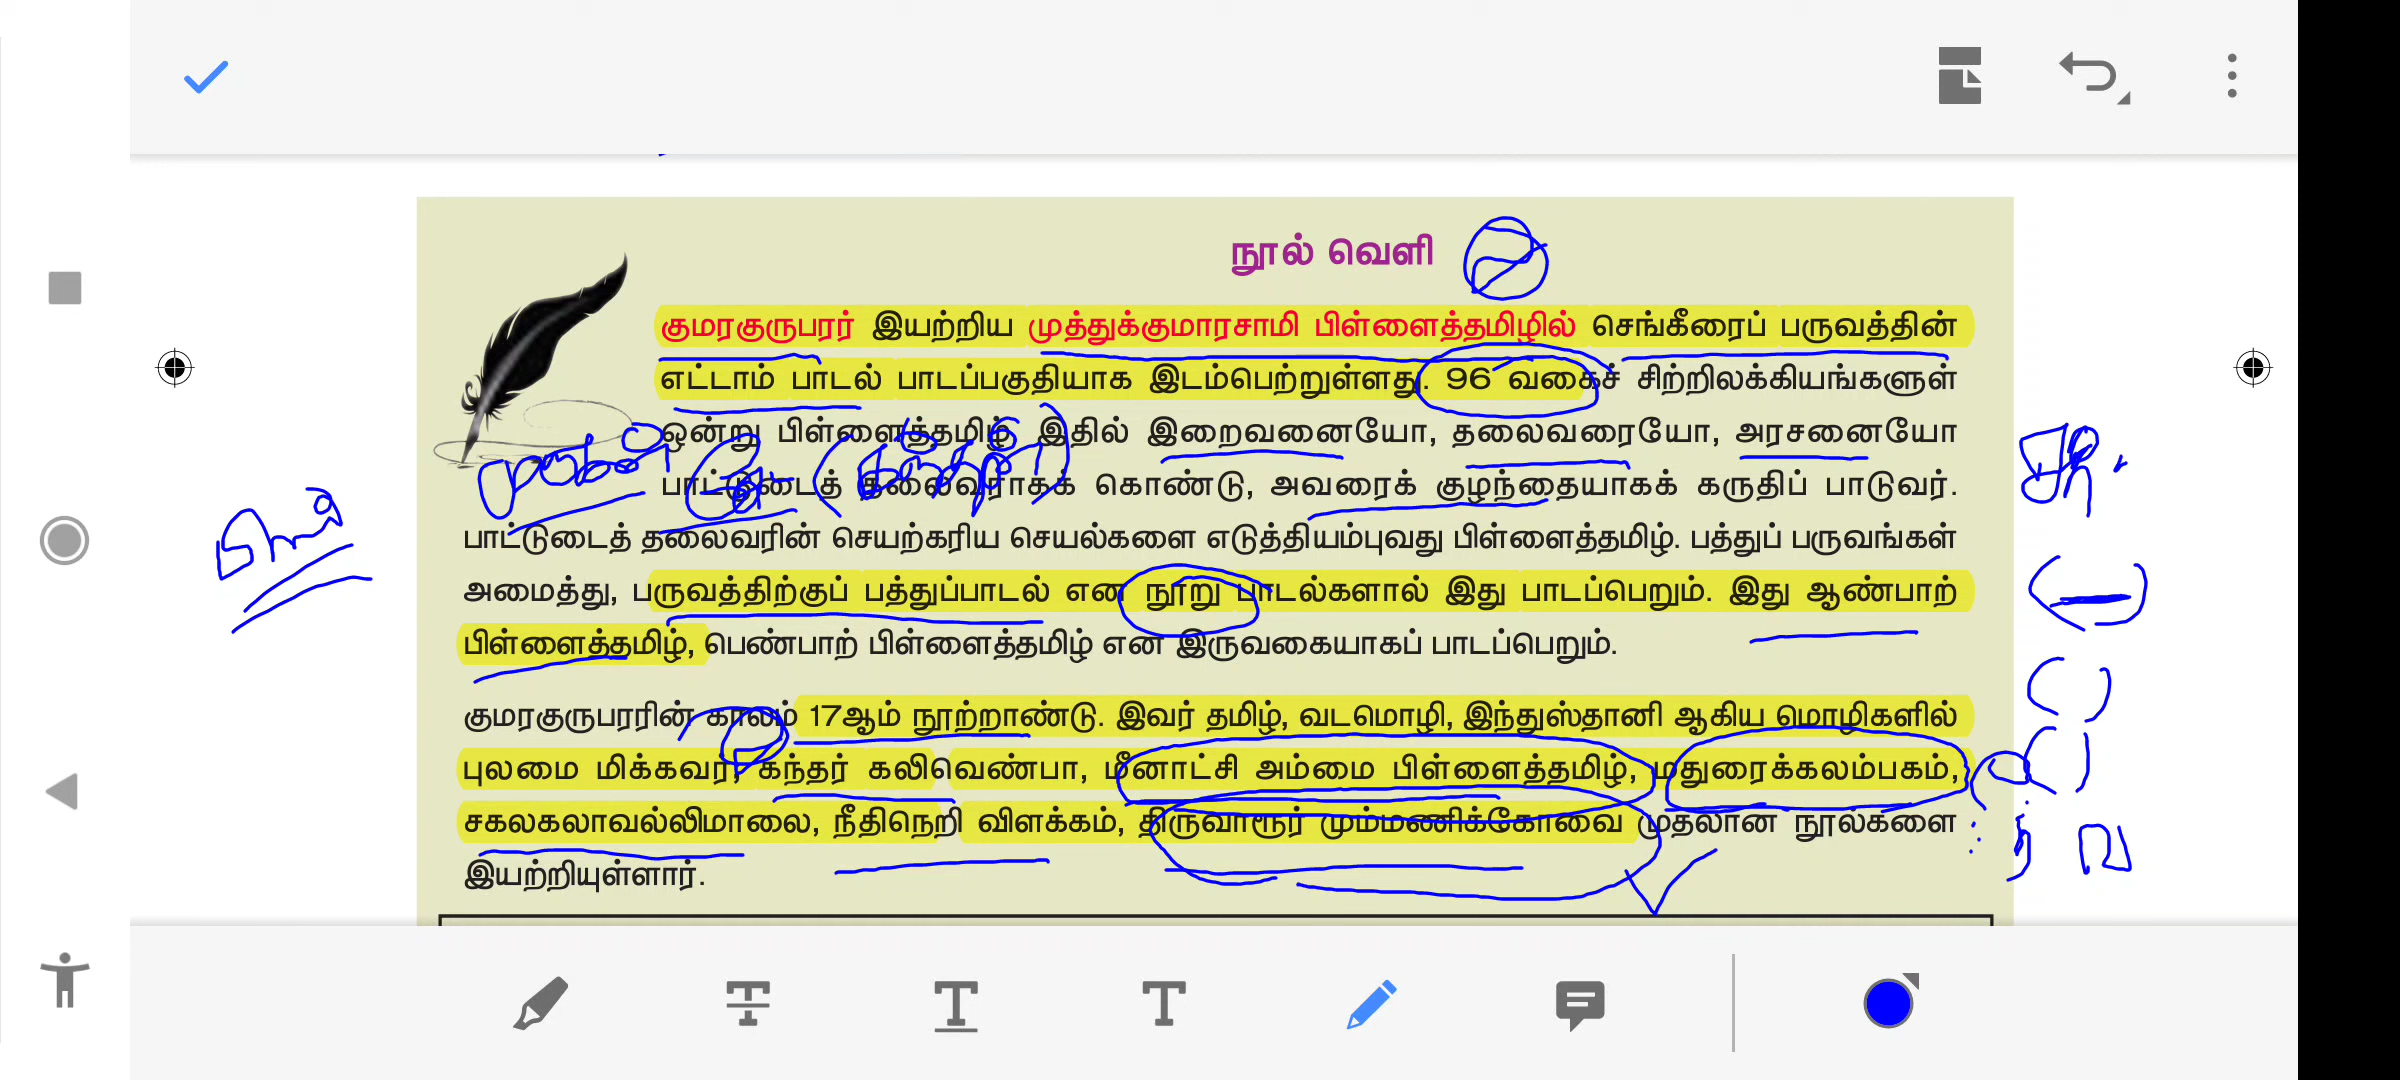 நூல் வெளி
குமரகுருபரர் இயற்றிய முத்துக்குமாரசாமி பிள்ளைத்தமிழில் செங்கீரைப் பருவத்தின்
எட்டாம் பாடல் பாடப்பகுதியாக இடம்பெற்றுள்ளது. 96 வகைச் சிற்றிலக்கியங்களுள்
ஒன்று பிள்ளைத்தமிழ். இதில் இறைவனையோ, தலைவரையோ, அரசனையோ
பாட்டுடைத் தலைவராகக் கொண்டு, அவரைக் குழந்தையாகக் கருதிப் பாடுவர்.
பாட்டுடைத் தலைவரின் செயற்கரிய செயல்களை எடுத்தியம்புவது பிள்ளைத்தமிழ். பத்துப் பருவங்கள்
அமைத்து, பருவத்திற்குப் பத்துப்பாடல் என நூறு பாடல்களால் இது பாடப்பெறும். இது ஆண்பாற்
பிள்ளைத்தமிழ், பெண்பாற் பிள்ளைத்தமிழ் என இருவகையாகப் பாடப்பெறும்.
குமரகுருபரரின் காலம் 17ஆம் நூற்றாண்டு. இவர் தமிழ், வடமொழி, இந்துஸ்தானி ஆகிய மொழிகளில்
புலமை மிக்கவர்; கந்தர் கலிவெண்பா, மீனாட்சி அம்மை பிள்ளைத்தமிழ், மதுரைக்கலம்பகம்,
சகலகலாவல்லிமாலை, நீதிநெறி விளக்கம், திருவாரூர் மும்மணிக்கோவை முதலான நூல்களை
இயற்றியுள்ளார்.